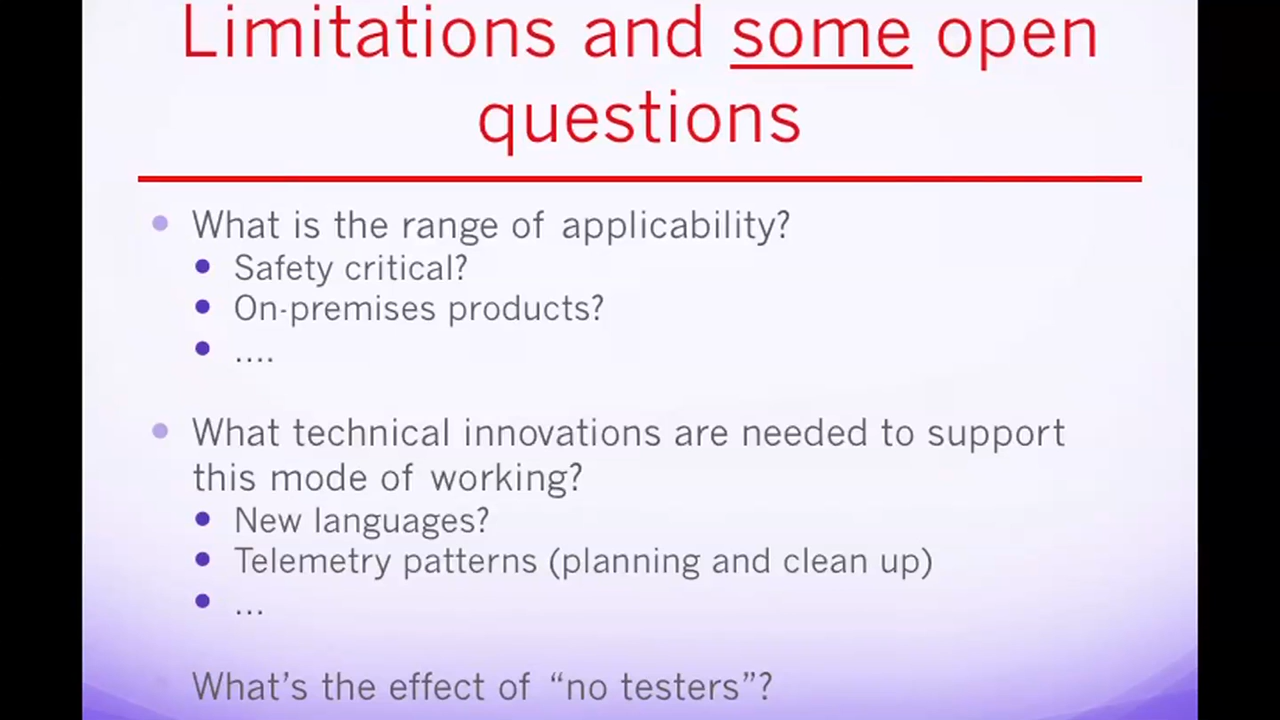 Limitations and some open
questions
What is the range of applicability?
Safety critical?
On-premises products?
....
What technical innovations are needed to support
this mode of working?
New languages?
Telemetry patterns (planning and clean up)
...
What’s the effect of “no testers”?